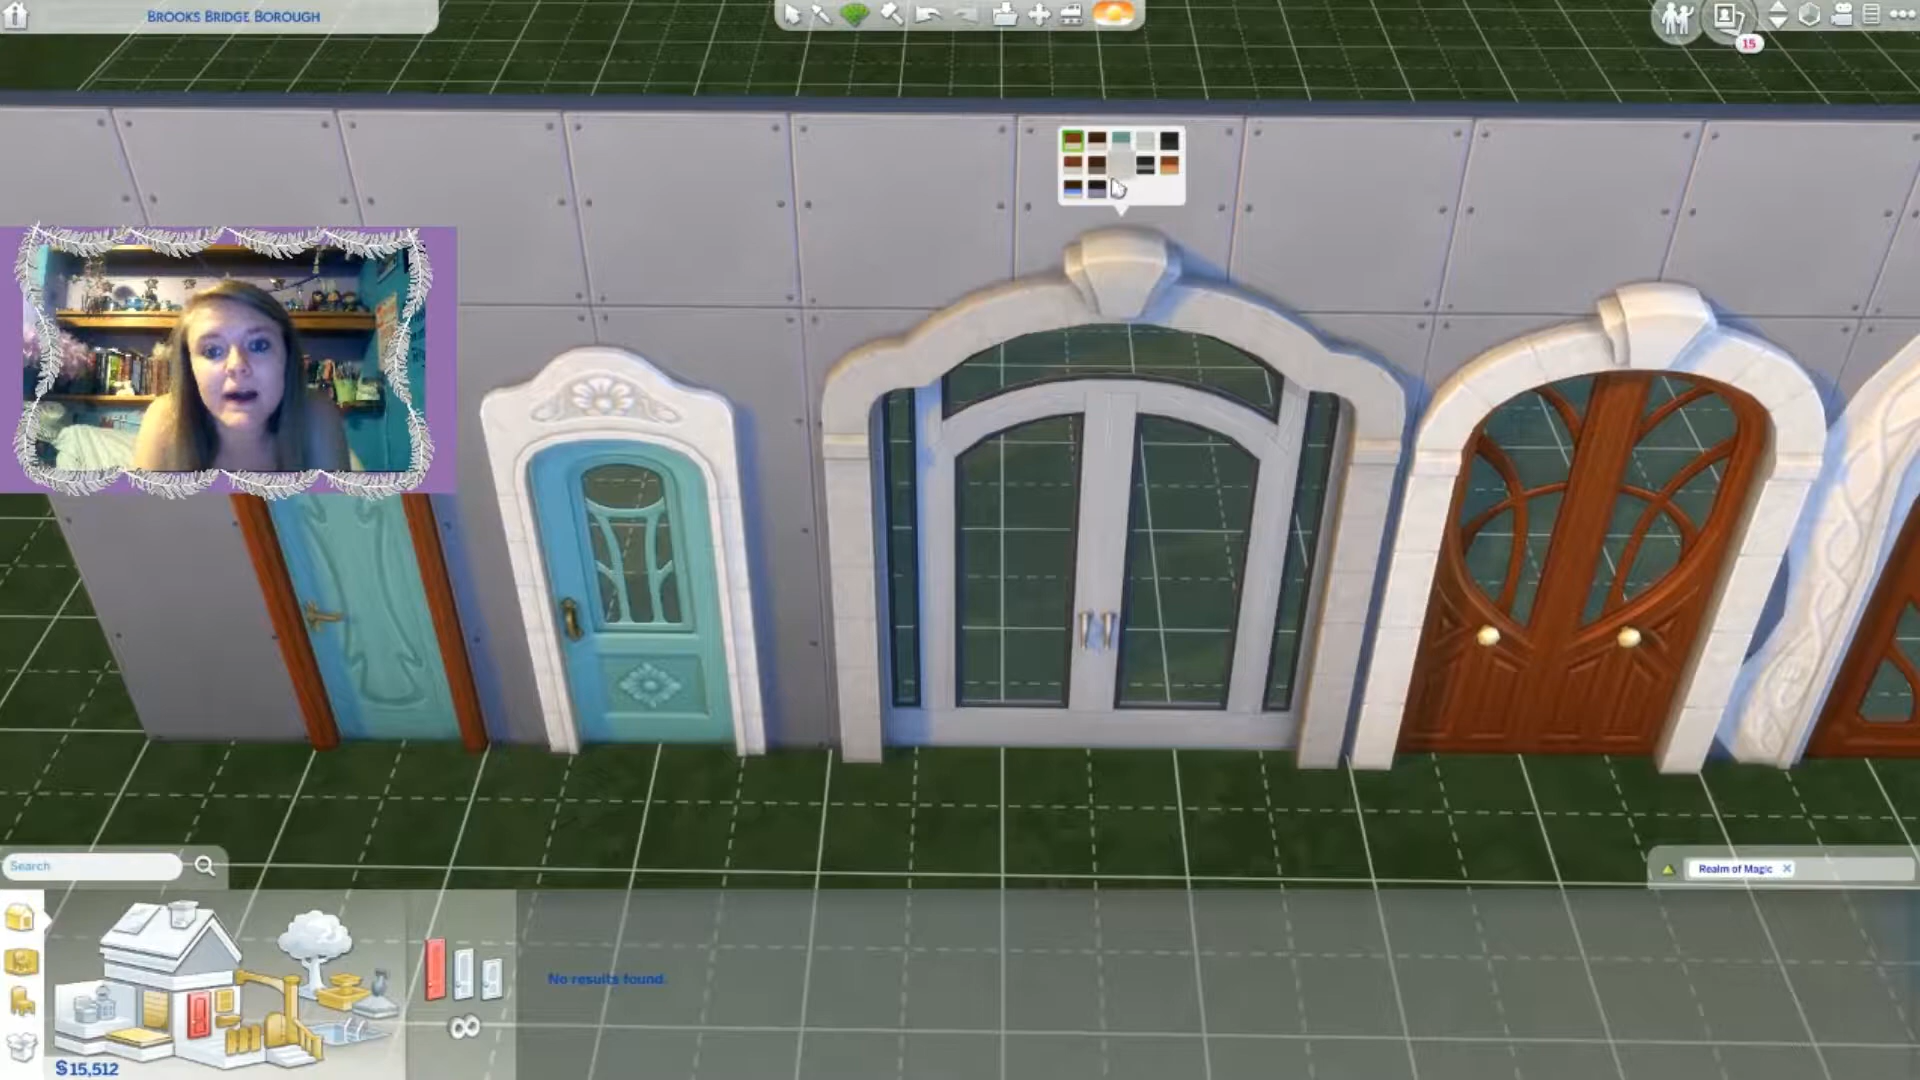 BROOKS BRIDGE BOROUGH
15
Search
Realm of Magic
No results found.
$15,512